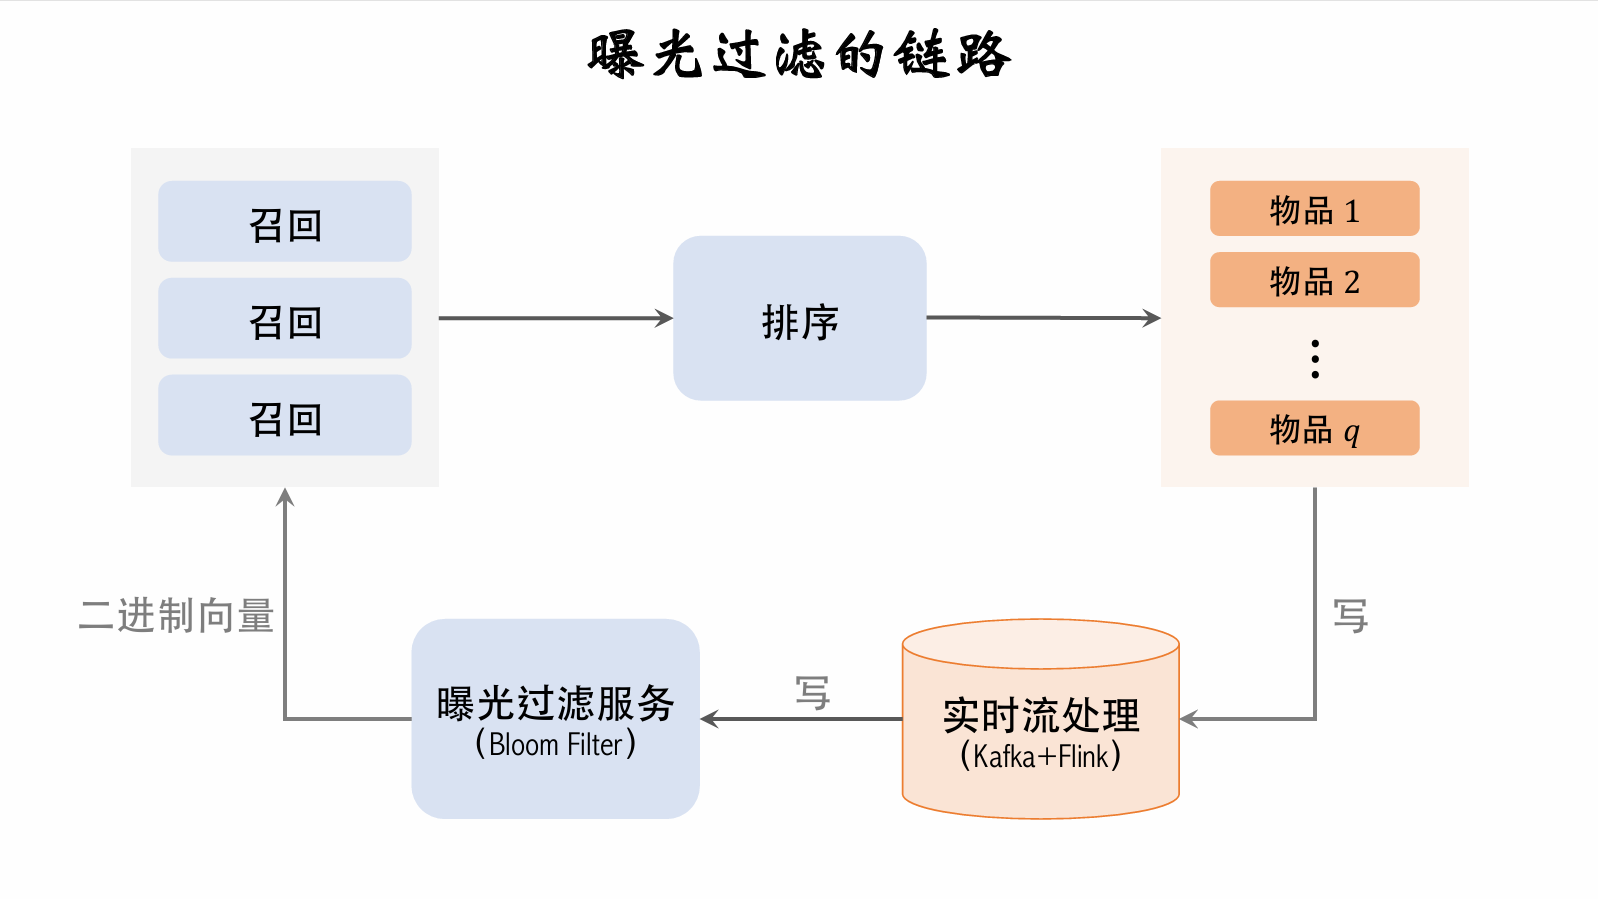 曝光过滤的链路
召回
召回
召回
排序
物品 1
物品 2
⋮
物品 q
二进制向量
曝光过滤服务
(Bloom Filter)
写
实时流处理
(Kafka+Flink)
写